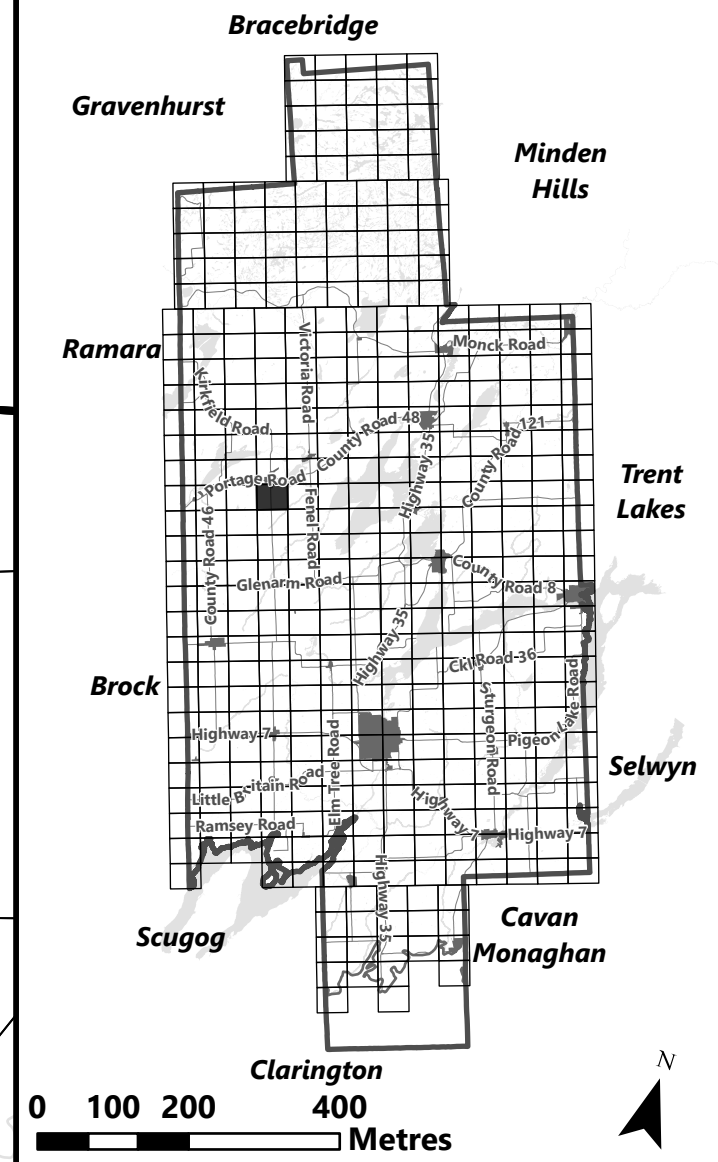 Bracebridge
Gravenhurst
Minden
Hills
Ramara
Monck Road
Victoria Road
Kirkfield Road
County Road 48
121
County Road
Highway 35
Trent
Lakes
Portage Road
Fenel Road
County Road 46
County Road 8
Glenarm Road
Highway 35
Ckl Road 36
Brock
Pigeon Lake Road
Sturgeon Road
Highway 7
Elm Tree Road
Selwyn
Little Britain Road
Highway 7
Ramsey Road
Highway 7
Highway 35
Cavan
Monaghan
Scugog
Clarington
N
0 100 200 400
Metres